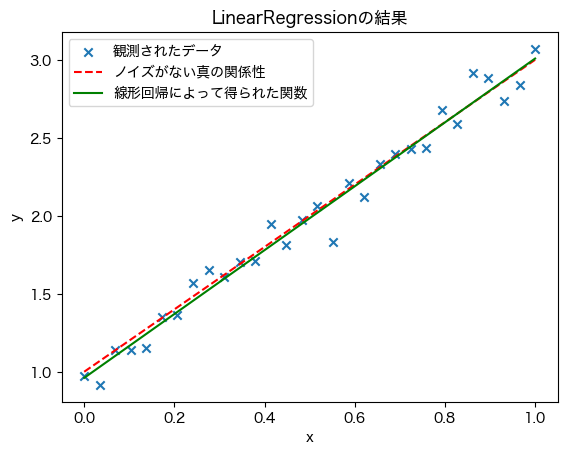 LinearRegressionの結果
観測されたデータ
ノイズがない真の関係性
線形回帰によって得られた関数
3.0
2.5
2.0
1.5
1.0
y
0.0 0.2 0.4 0.6 0.8 1.0
x